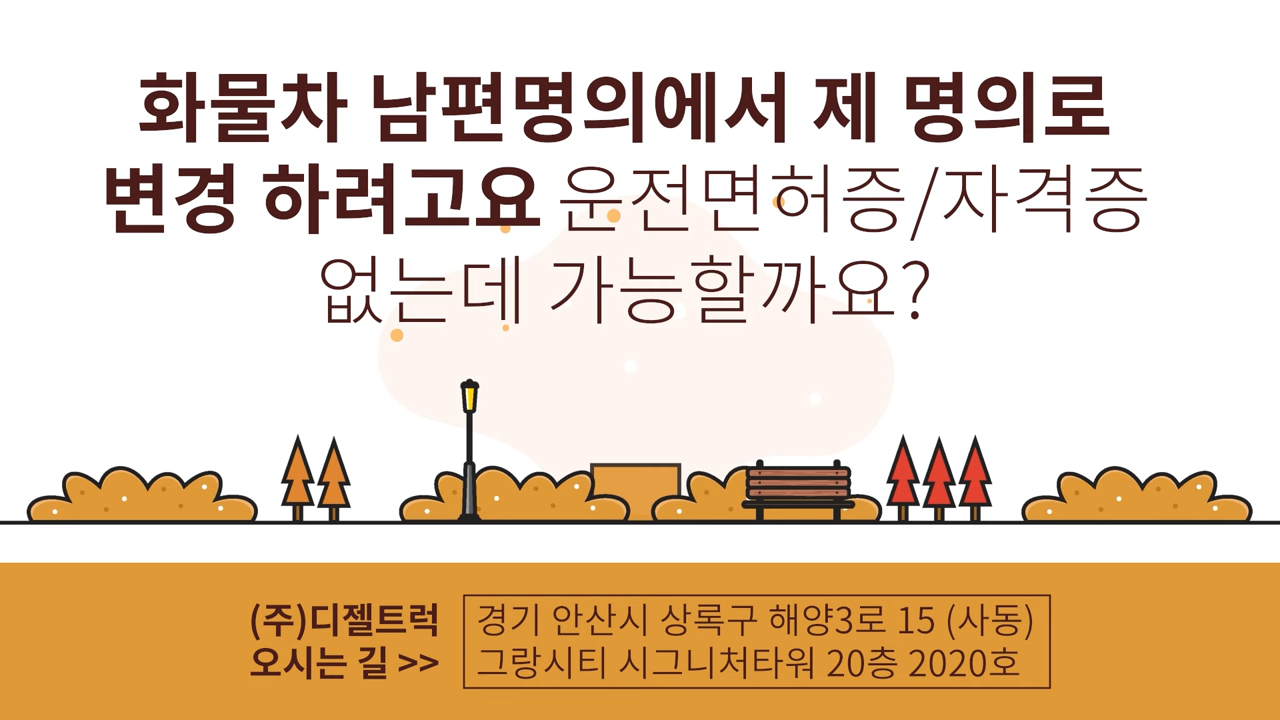 화물차 남편명의에서 제 명의로
변경 하려고요 운전면허증/자격증
없는데 가능할까요?
(주)디젤트럭
오시는 길 >>
경기 안산시 상록구 해양3로 15 (사동)
그랑시티 시그니처타워 20층 2020호